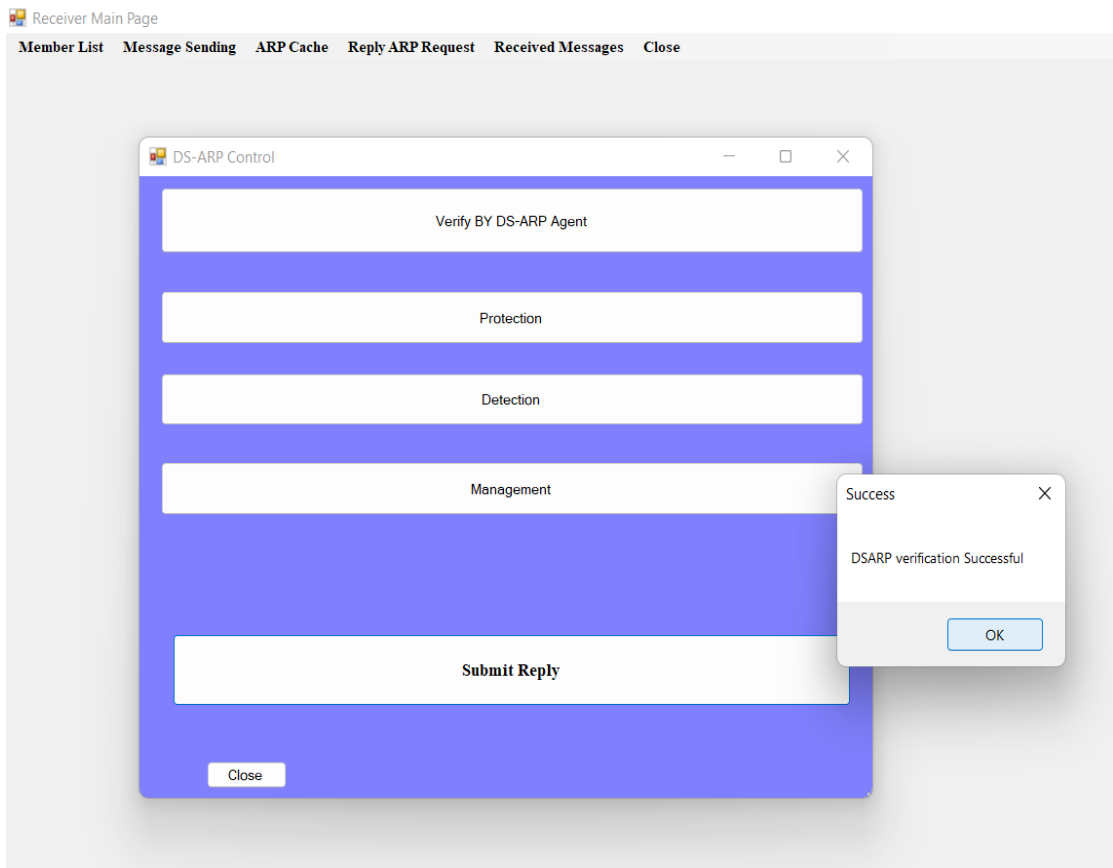 Receiver Main Page
Member List Message Sending ARP Cache Reply ARP Request Received Messages Close
DS-ARP Control
Verify BY DS-ARP Agent
Protection
Detection
Management
Success
DSARP verification Successful
OK
Submit Reply
Close